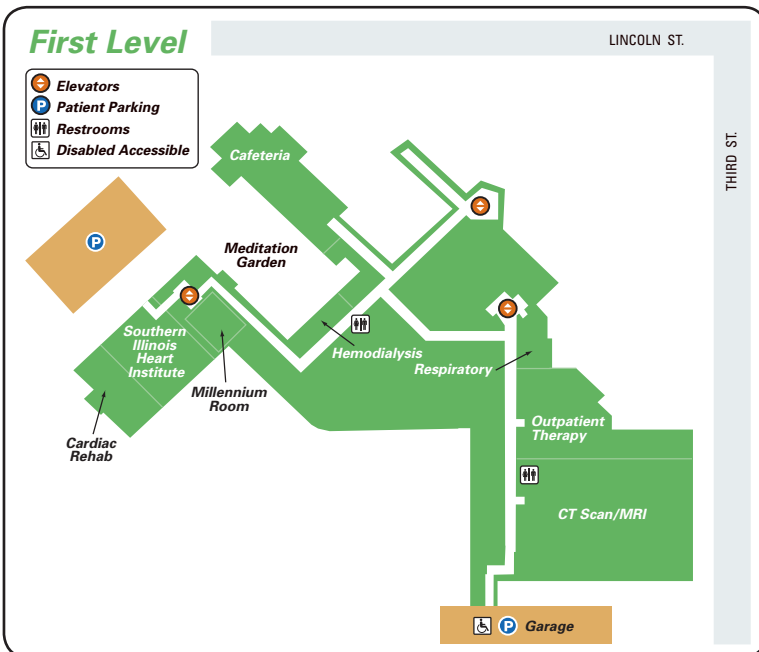 First Level
LINCOLN ST.
THIRD ST.
Elevators
P Patient Parking
Restrooms
Disabled Accessible
Cafeteria
P
Meditation
Garden
Southern
Illinois
Heart
Institute
Hemodialysis
Respiratory
Millennium
Room
Cardiac
Rehab
Outpatient
Therapy
CT Scan/MRI
P Garage